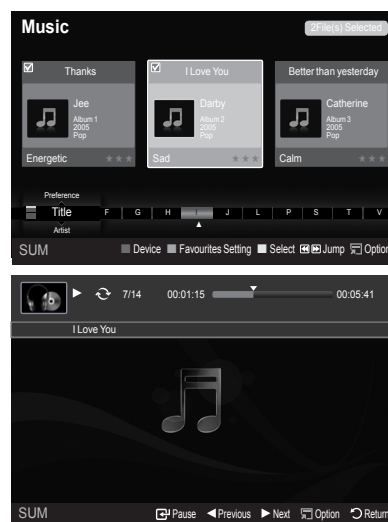 Music
2File(s) Selected
Thanks
I Love You
Better than yesterday
Jee
Album 1
2005
Pop
Darby
Album 2
2005
Pop
Catherine
Album 3
2005
Pop
Energetic
Sad
Calm
Preference
Title F G H I J L P S T V
Artist
SUM Device Favourites Setting Select Jump Option
7/14 00:01:15 00:05:41
I Love You
SUM Pause Previous Next Option Return